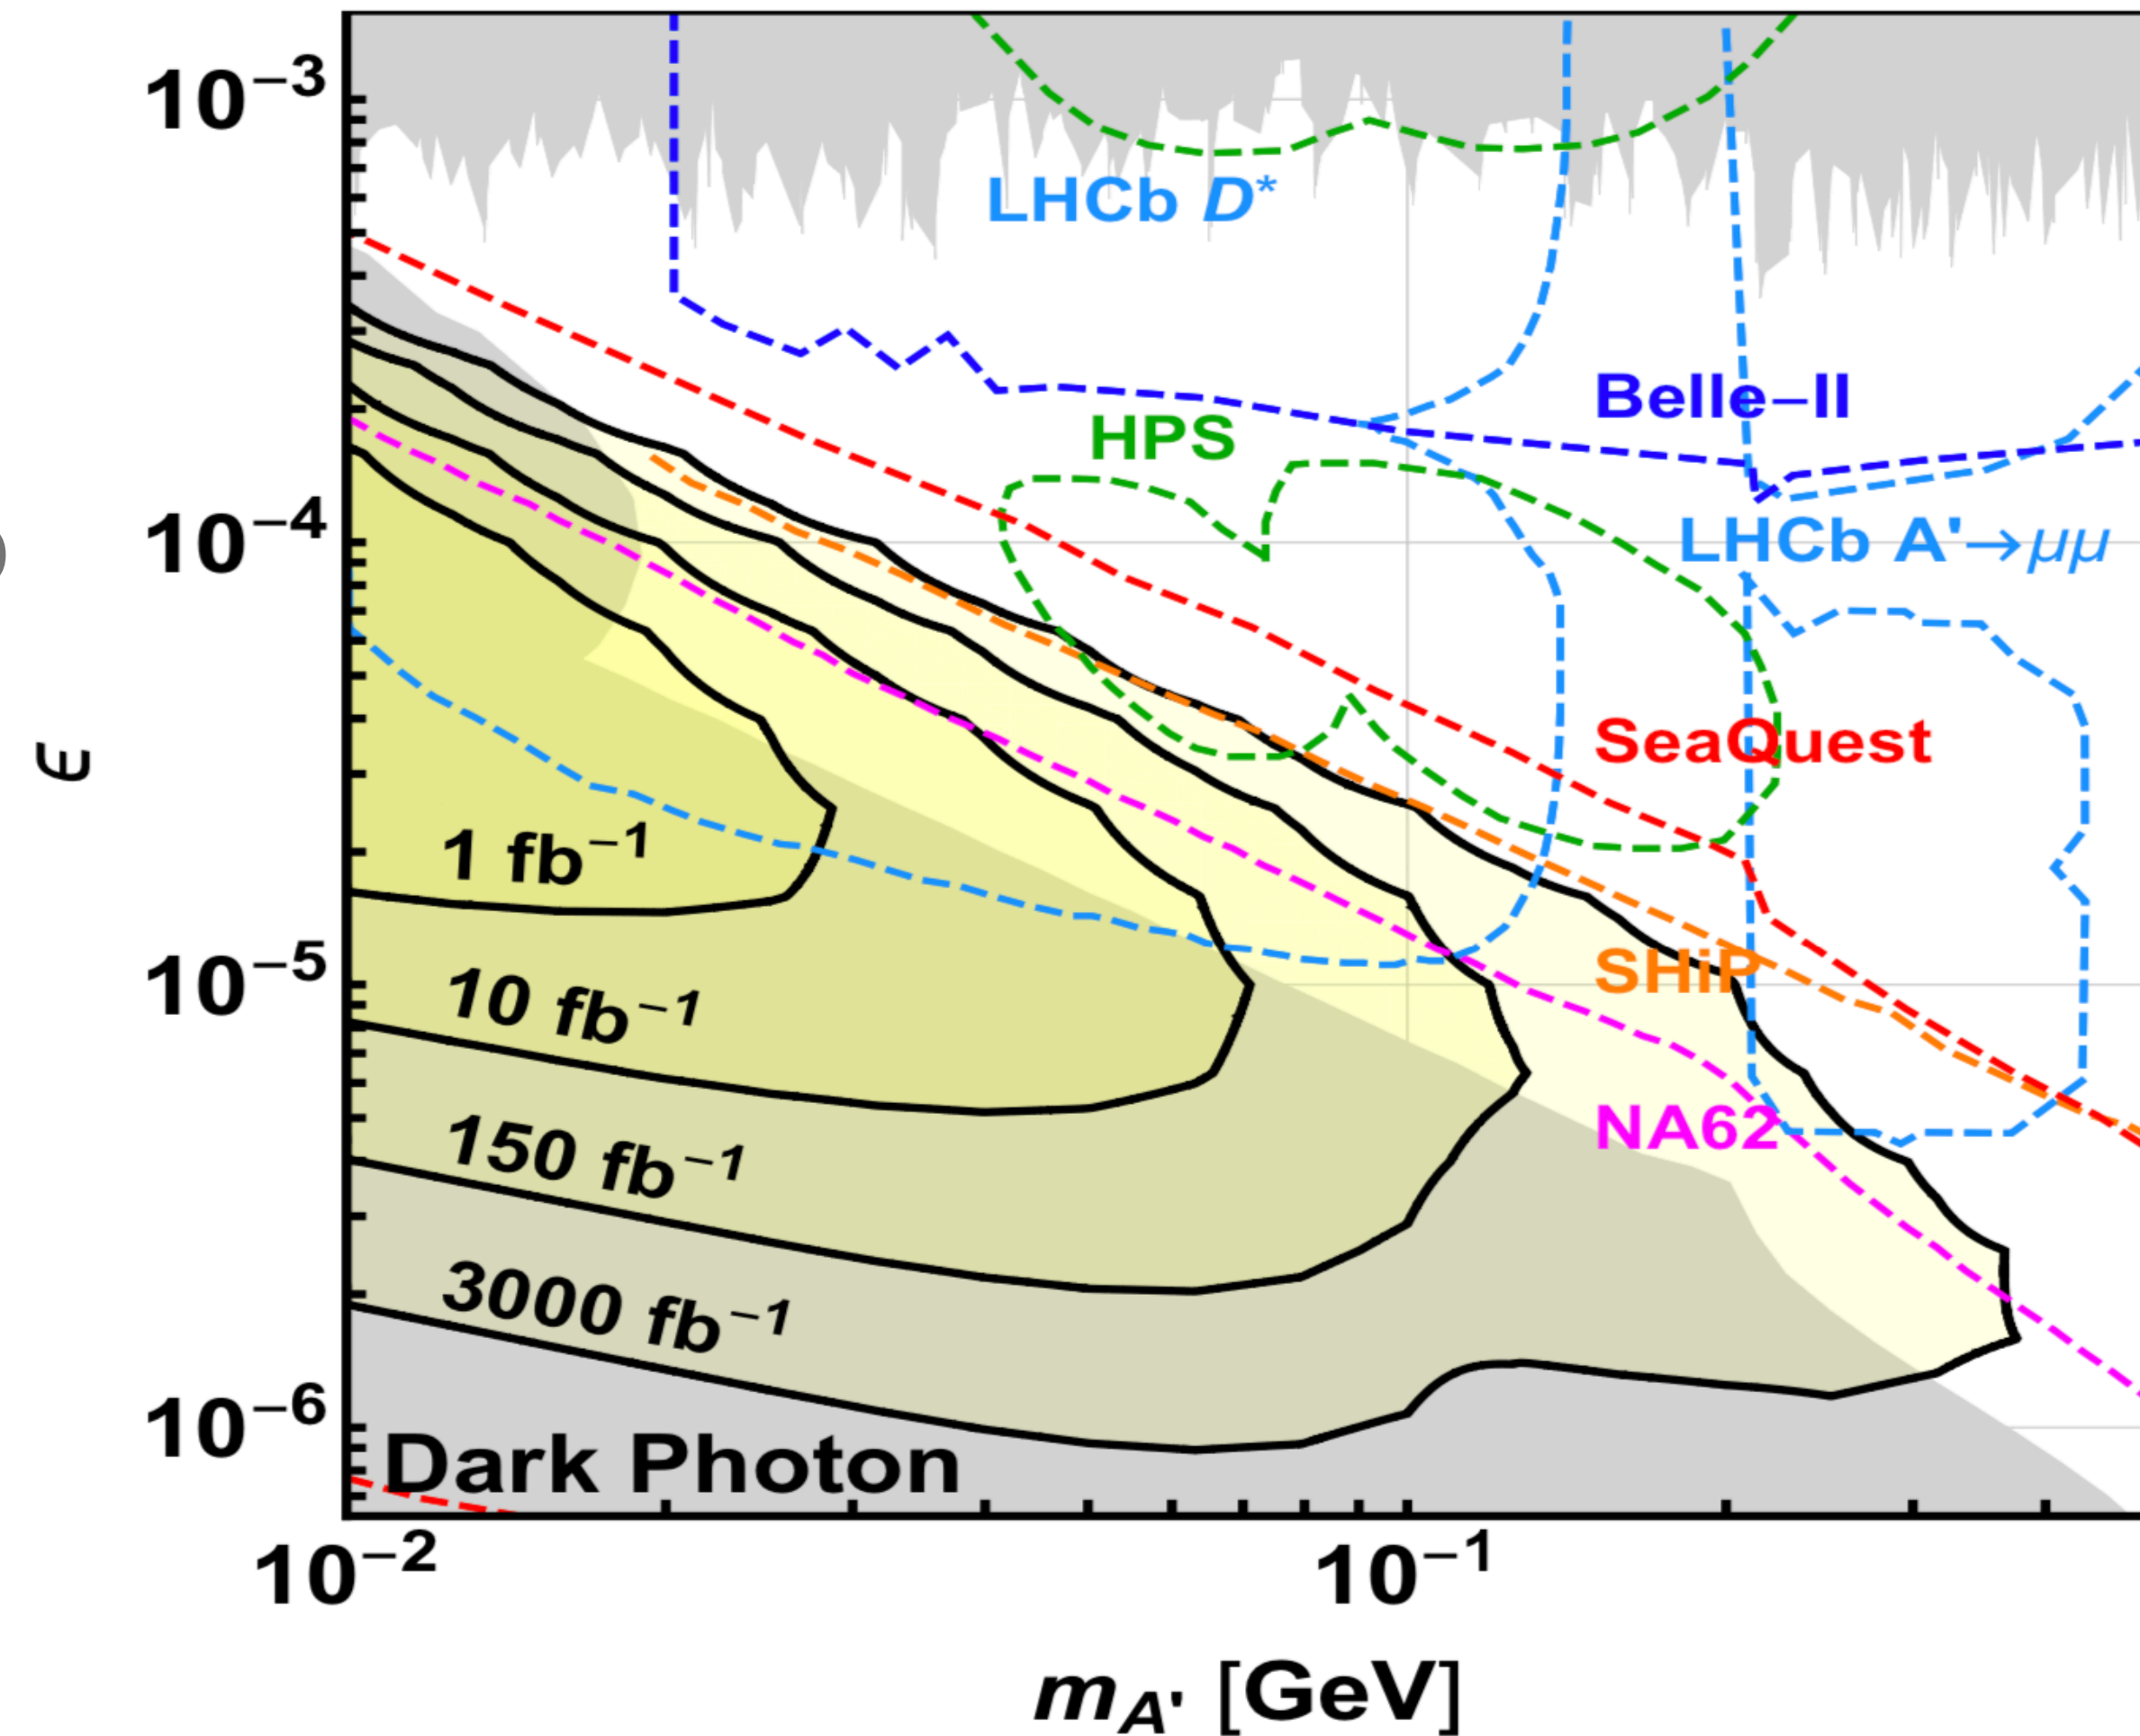 10⁻³
LHCb D*
Belle–II
HPS
10⁻⁴
LHCb A'→μμ
SeaQuest
ϵ
1 fb⁻¹
10⁻⁵
SHiP
10 fb⁻¹
NA62
150 fb⁻¹
3000 fb⁻¹
10⁻⁶
Dark Photon
10⁻²
10⁻¹
m_A' [GeV]